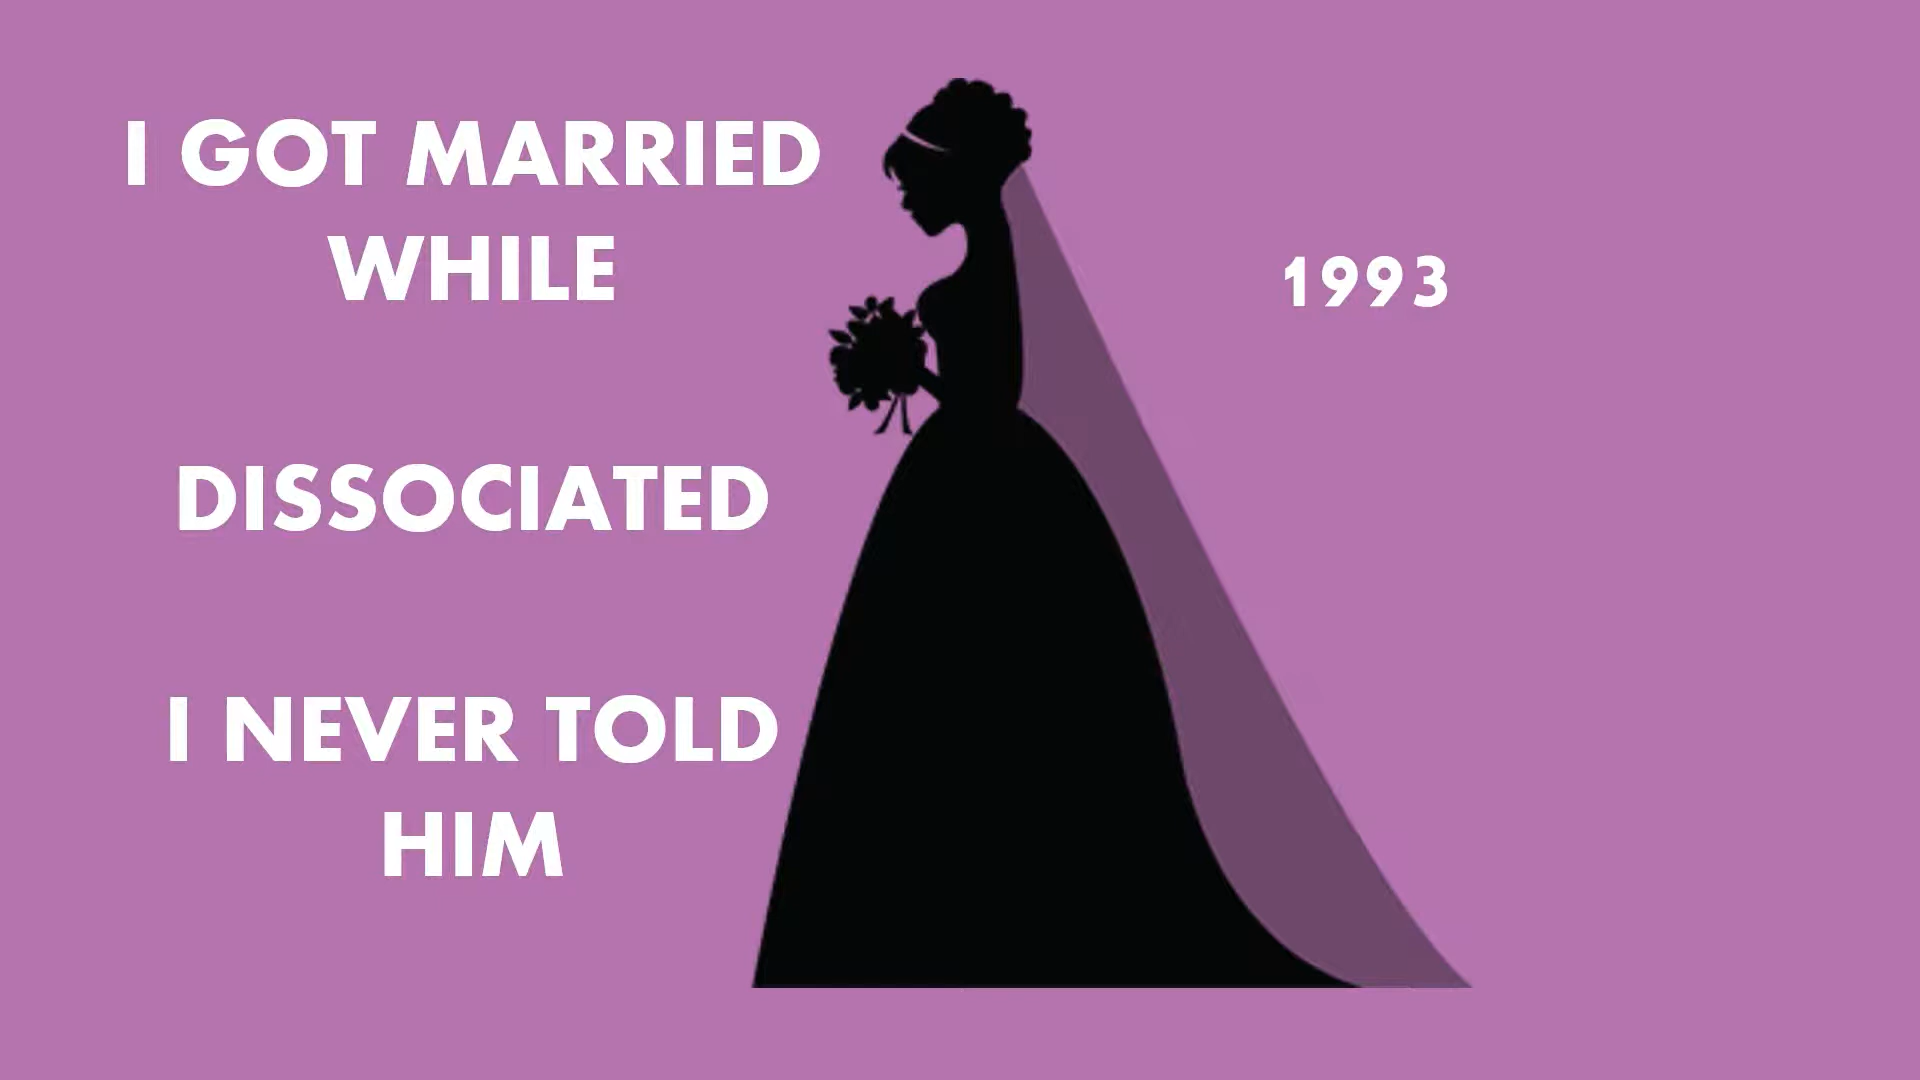 I GOT MARRIED
WHILE
DISSOCIATED
I NEVER TOLD
HIM
1993